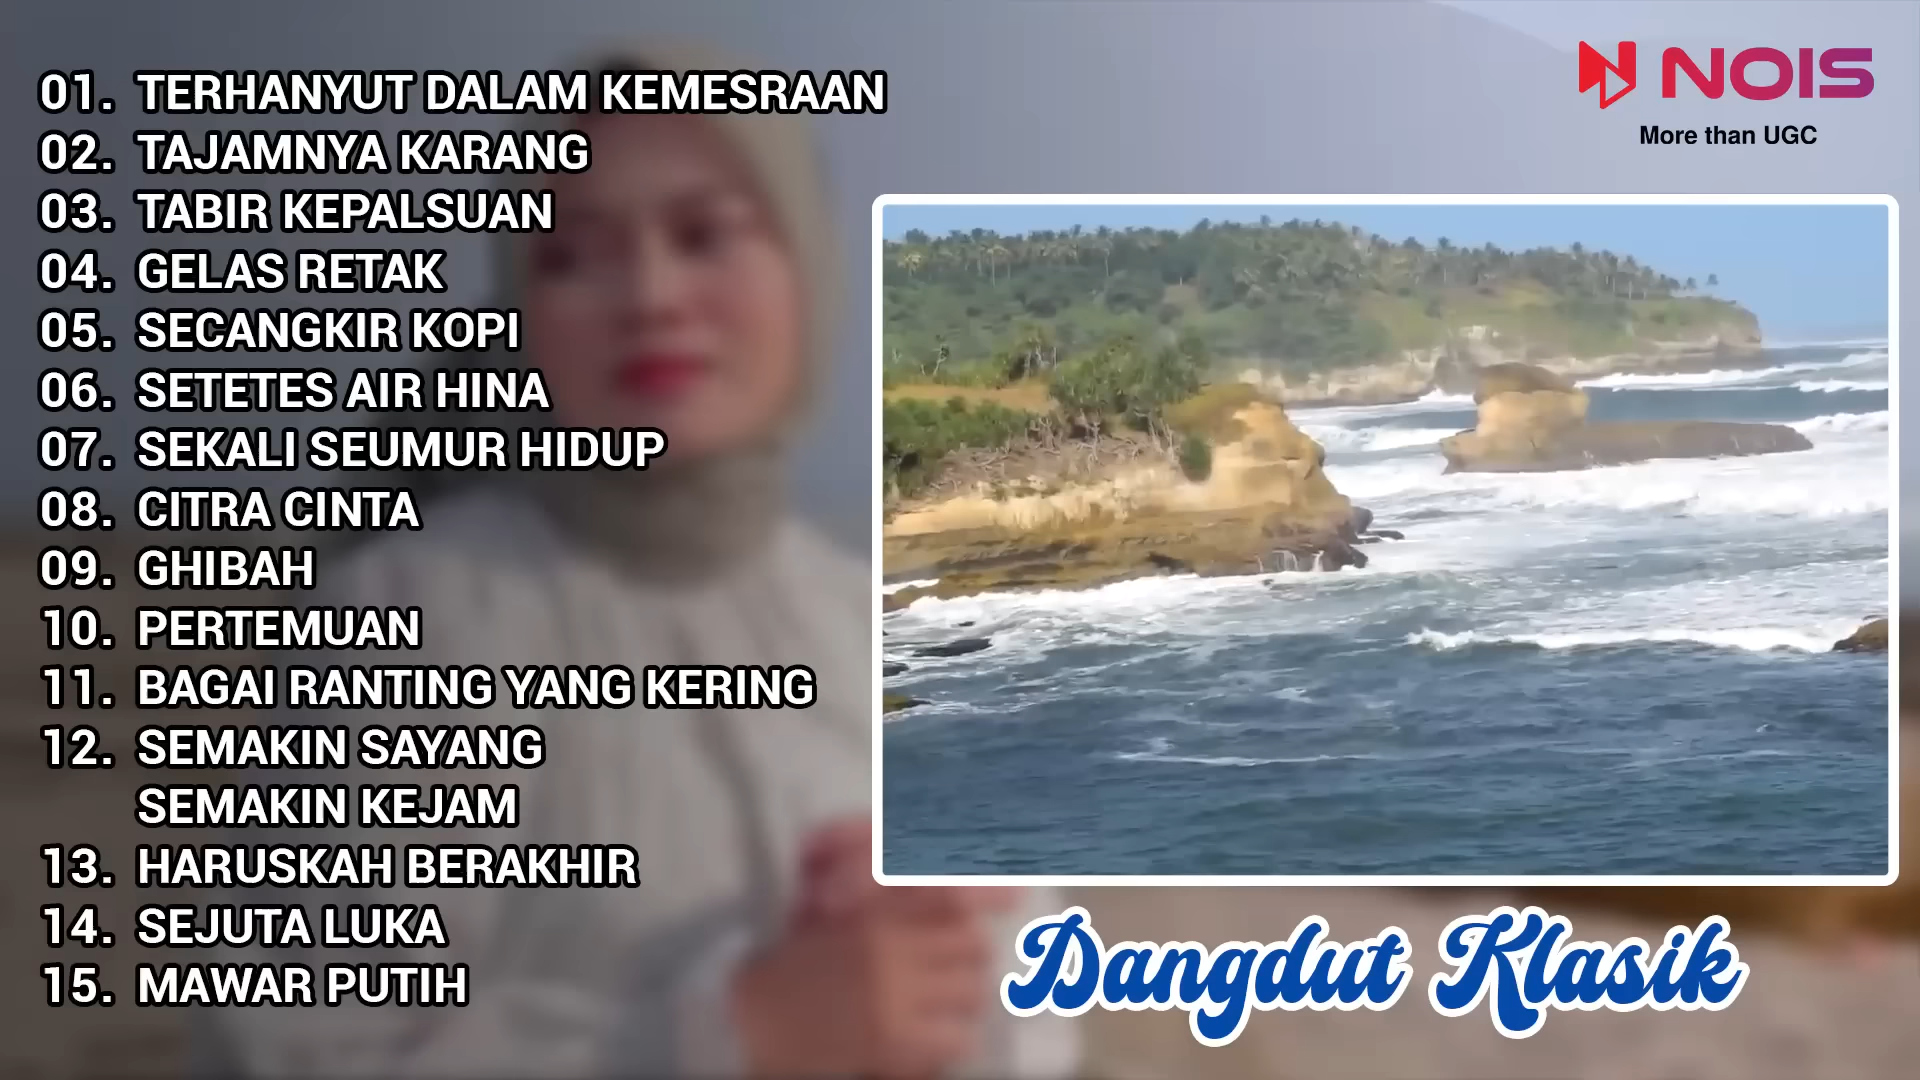 01. TERHANYUT DALAM KEMESRAAN
02. TAJAMNYA KARANG
03. TABIR KEPALSUAN
04. GELAS RETAK
05. SECANGKIR KOPI
06. SETETES AIR HINA
07. SEKALI SEUMUR HIDUP
08. CITRA CINTA
09. GHIBAH
10. PERTEMUAN
11. BAGAI RANTING YANG KERING
12. SEMAKIN SAYANG
SEMAKIN KEJAM
13. HARUSKAH BERAKHIR
14. SEJUTA LUKA
15. MAWAR PUTIH
NOIS
More than UGC
Dangdut Klasik